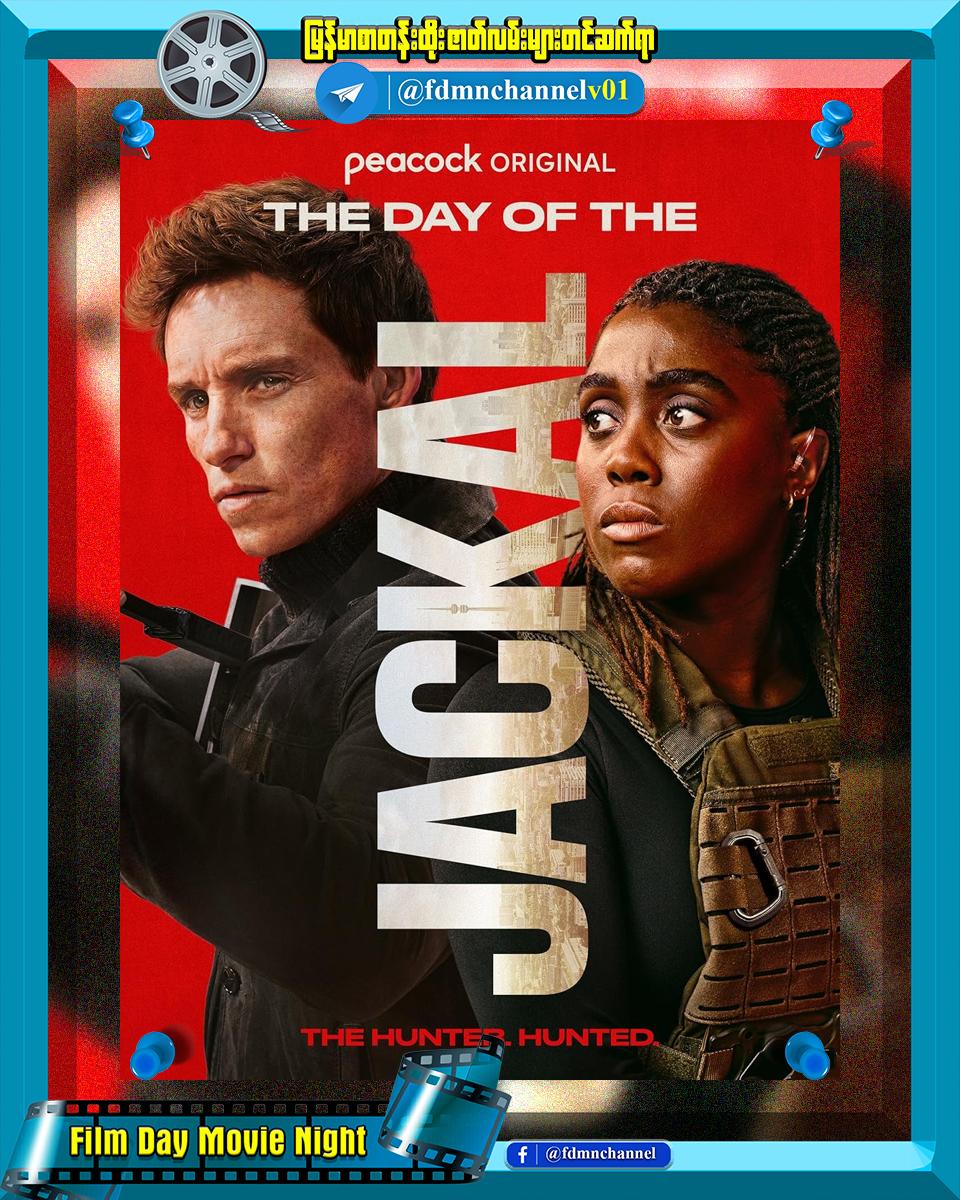 မြန်မာစာတန်းထိုးဇာတ်လမ်းများတင်ဆက်ရာ
@fdmnchannelv01
peacock ORIGINAL
THE DAY OF THE
JACKAL
THE HUNTER. HUNTED.
Film Day Movie Night
f @fdmnchannel